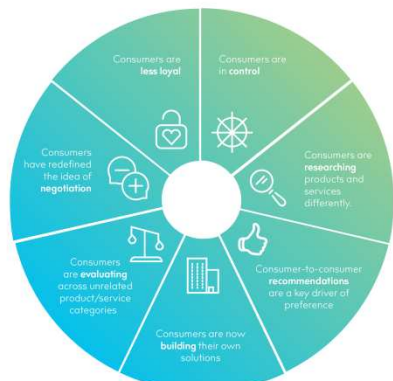 Consumers are
less loyal
Consumers are
in control
Consumers
have redefined
the idea of
negotiation
Consumers are
researching
products and
services
differently.
Consumers
are evaluating
across unrelated
product/service
categories
Consumer-to-consumer
recommendations
are a key driver of
preference
Consumers are now
building their own
solutions